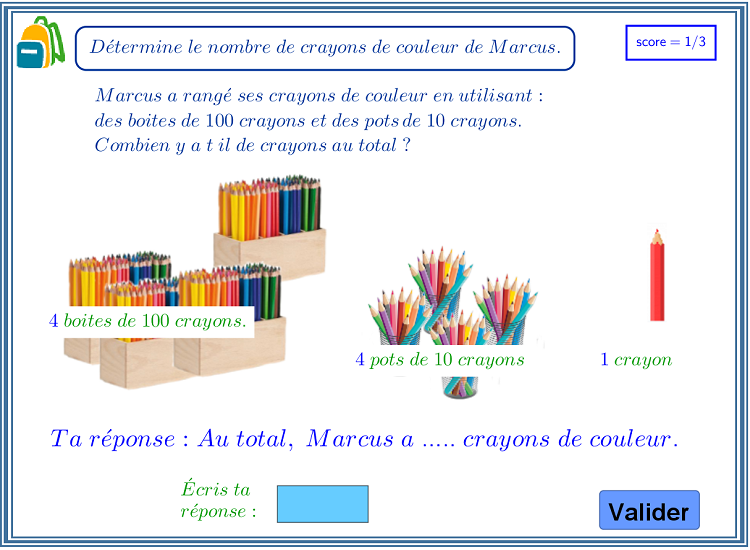 Détermine le nombre de crayons de couleur de Marcus.
score = 1/3
Marcus a rangé ses crayons de couleur en utilisant :
des boites de 100 crayons et des pots de 10 crayons.
Combien y a t il de crayons au total ?
4 boites de 100 crayons.
4 pots de 10 crayons
1 crayon
Ta réponse : Au total, Marcus a ..... crayons de couleur.
Écris ta
réponse :
Valider